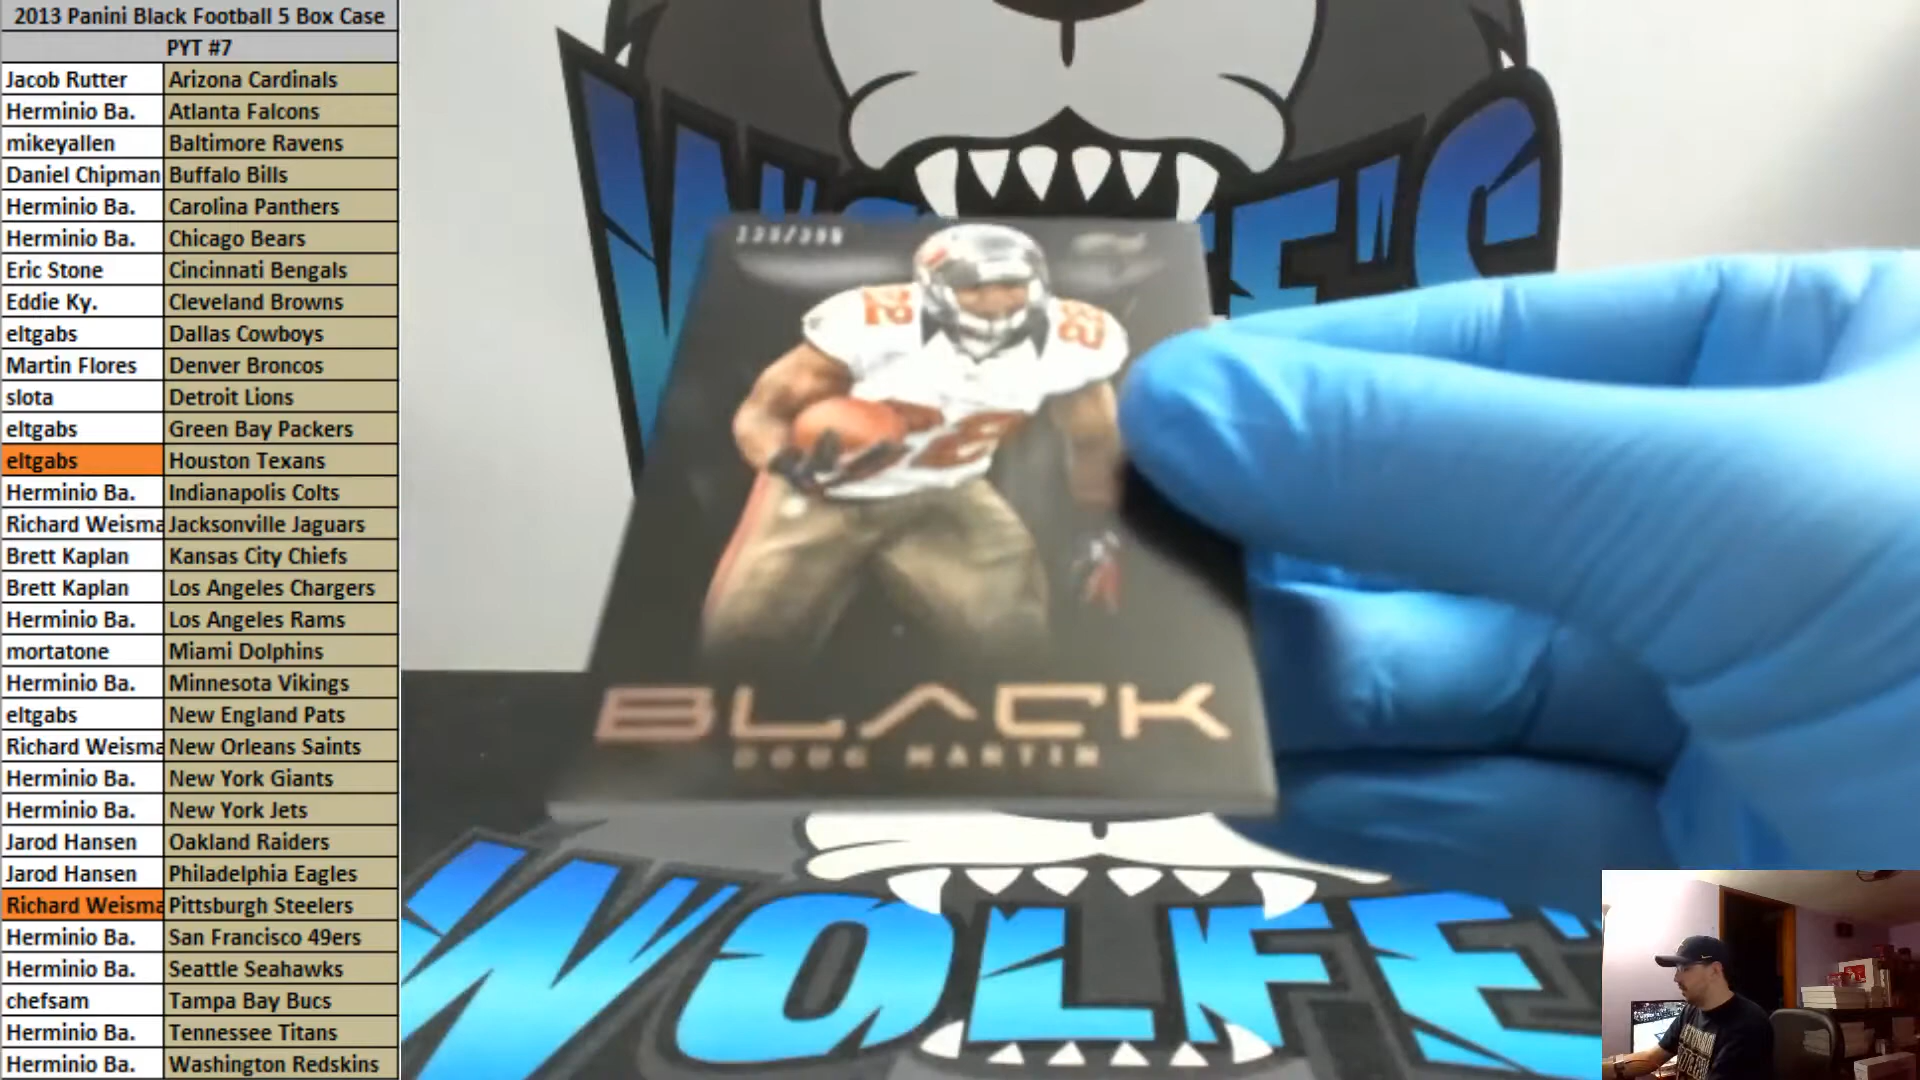 2013 Panini Black Football 5 Box Case
PYT #7
Jacob Rutter Arizona Cardinals
Herminio Ba. Atlanta Falcons
mikeyallen Baltimore Ravens
Daniel Chipman Buffalo Bills
Herminio Ba. Carolina Panthers
Herminio Ba. Chicago Bears
Eric Stone Cincinnati Bengals
Eddie Ky. Cleveland Browns
eltgabs Dallas Cowboys
Martin Flores Denver Broncos
slota Detroit Lions
eltgabs Green Bay Packers
eltgabs Houston Texans
Herminio Ba. Indianapolis Colts
Richard Weisma Jacksonville Jaguars
Brett Kaplan Kansas City Chiefs
Brett Kaplan Los Angeles Chargers
Herminio Ba. Los Angeles Rams
mortatone Miami Dolphins
Herminio Ba. Minnesota Vikings
eltgabs New England Pats
Richard Weisma New Orleans Saints
Herminio Ba. New York Giants
Herminio Ba. New York Jets
Jarod Hansen Oakland Raiders
Jarod Hansen Philadelphia Eagles
Richard Weisma Pittsburgh Steelers
Herminio Ba. San Francisco 49ers
Herminio Ba. Seattle Seahawks
chefsam Tampa Bay Bucs
Herminio Ba. Tennessee Titans
Herminio Ba. Washington Redskins
22 22
22
BLACK
DOUG MARTIN
WOLFE'